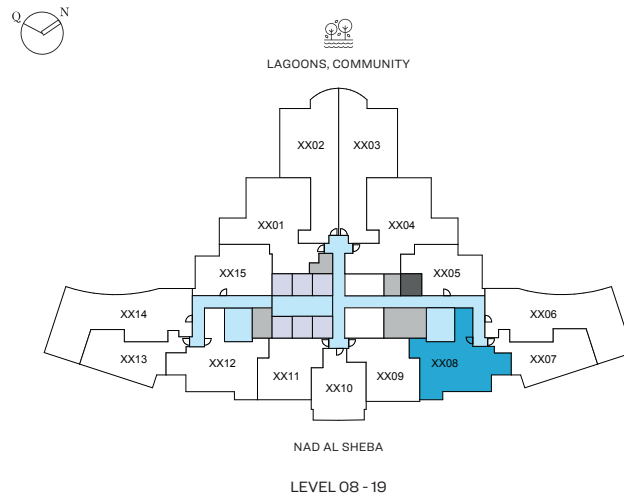 Q N
LAGOONS, COMMUNITY
XX02 XX03
XX01 XX04
XX15 XX05
XX14 XX06
XX13 XX12 XX11 XX10 XX09 XX08 XX07
NAD AL SHEBA
LEVEL 08 - 19